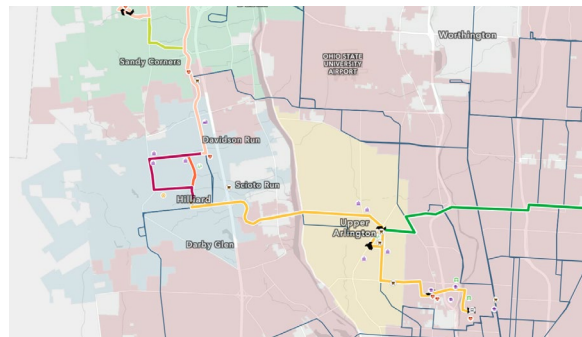 Worthington
Sandy Corners
OHIO STATE
UNIVERSITY
AIRPORT
Davidson Run
Scioto Run
Hilliard
Upper
Arlington
Darby Glen